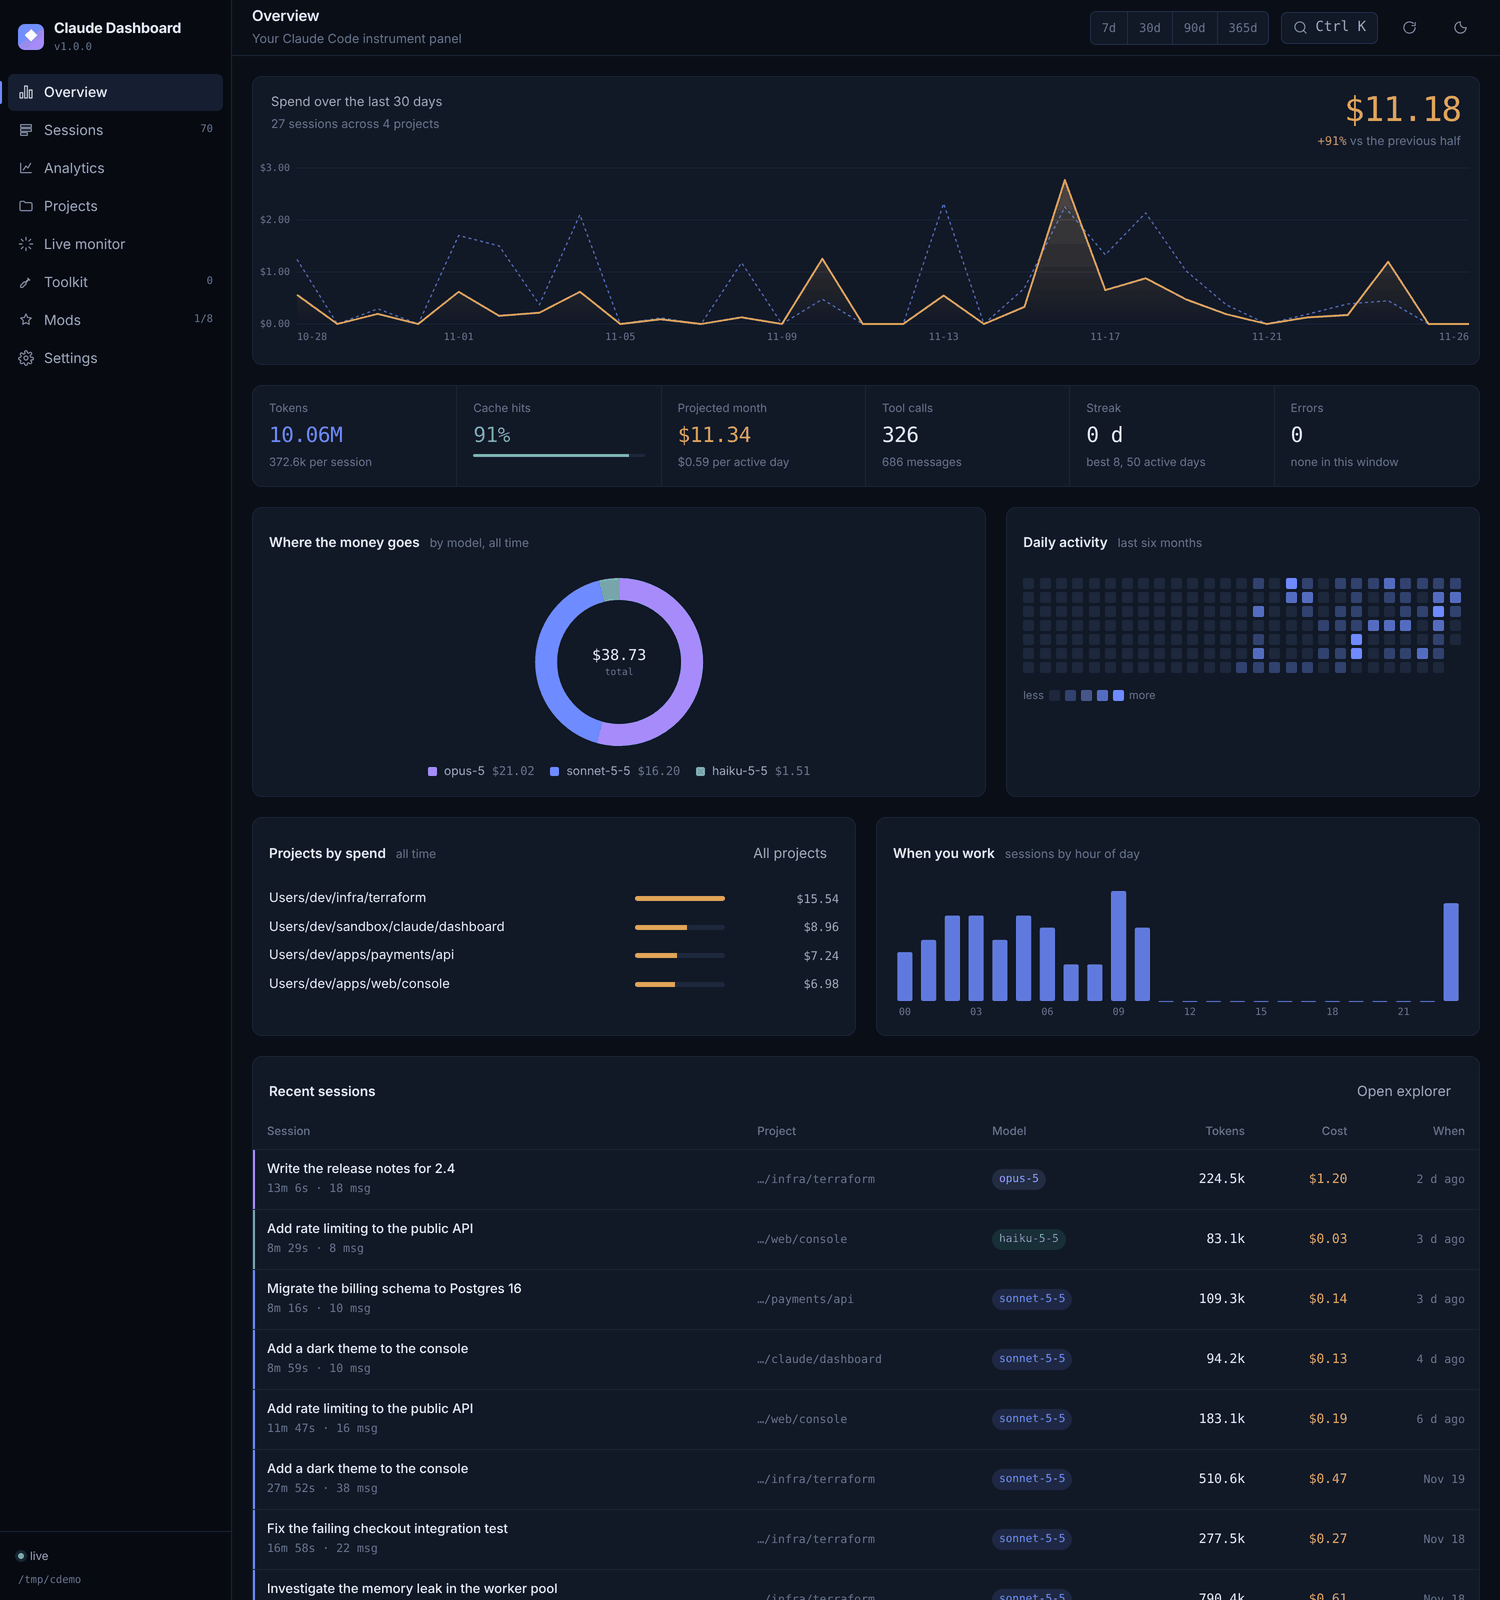 Claude Dashboard
v1.0.0
Overview
Sessions 70
Analytics
Projects
Live monitor
Toolkit 0
Mods 1/8
Settings
live
/tmp/cdemo
Overview
Your Claude Code instrument panel
7d 30d 90d 365d
Ctrl K
Spend over the last 30 days
27 sessions across 4 projects
$11.18
+91% vs the previous half
$3.00
$2.00
$1.00
$0.00
10-28 11-01 11-05 11-09 11-13 11-17 11-21 11-26
Tokens
10.06M
372.6k per session
Cache hits
91%
Projected month
$11.34
$0.59 per active day
Tool calls
326
686 messages
Streak
0 d
best 8, 50 active days
Errors
0
none in this window
Where the money goes by model, all time
$38.73
total
opus-5 $21.02 sonnet-5-5 $16.20 haiku-5-5 $1.51
Daily activity last six months
less more
Projects by spend all time All projects
Users/dev/infra/terraform $15.54
Users/dev/sandbox/claude/dashboard $8.96
Users/dev/apps/payments/api $7.24
Users/dev/apps/web/console $6.98
When you work sessions by hour of day
00 03 06 09 12 15 18 21
Recent sessions Open explorer
Session Project Model Tokens Cost When
Write the release notes for 2.4
13m 6s · 18 msg
…/infra/terraform opus-5 224.5k $1.20 2 d ago
Add rate limiting to the public API
8m 29s · 8 msg
…/web/console haiku-5-5 83.1k $0.03 3 d ago
Migrate the billing schema to Postgres 16
8m 16s · 10 msg
…/payments/api sonnet-5-5 109.3k $0.14 3 d ago
Add a dark theme to the console
8m 59s · 10 msg
…/claude/dashboard sonnet-5-5 94.2k $0.13 4 d ago
Add rate limiting to the public API
11m 47s · 16 msg
…/web/console sonnet-5-5 183.1k $0.19 6 d ago
Add a dark theme to the console
27m 52s · 38 msg
…/infra/terraform sonnet-5-5 510.6k $0.47 Nov 19
Fix the failing checkout integration test
16m 58s · 22 msg
…/infra/terraform sonnet-5-5 277.5k $0.27 Nov 18
Investigate the memory leak in the worker pool
…/infra/terraform sonnet-5-5 790.4k $0.61 Nov 18